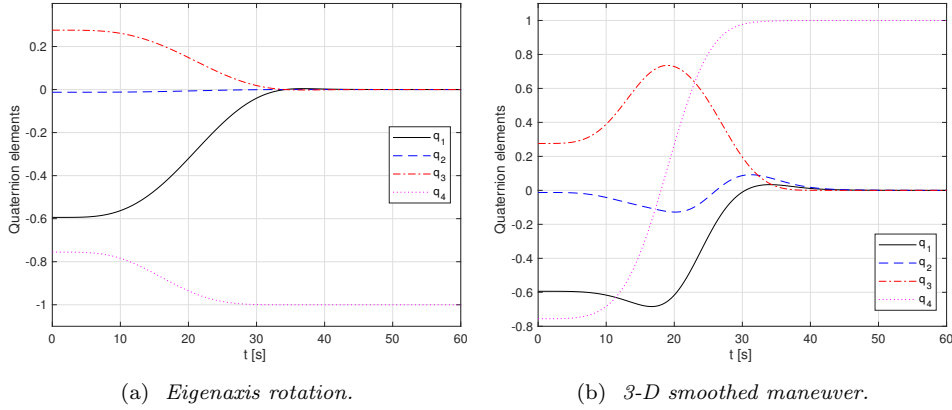 0.2
0
-0.2
-0.4
-0.6
-0.8
-1
Quaternion elements
0 10 20 30 40 50 60
t [s]
q1
q2
q3
q4
(a) Eigenaxis rotation.
1
0.8
0.6
0.4
0.2
0
-0.2
-0.4
-0.6
-0.8
Quaternion elements
0 10 20 30 40 50 60
t [s]
q1
q2
q3
q4
(b) 3-D smoothed maneuver.